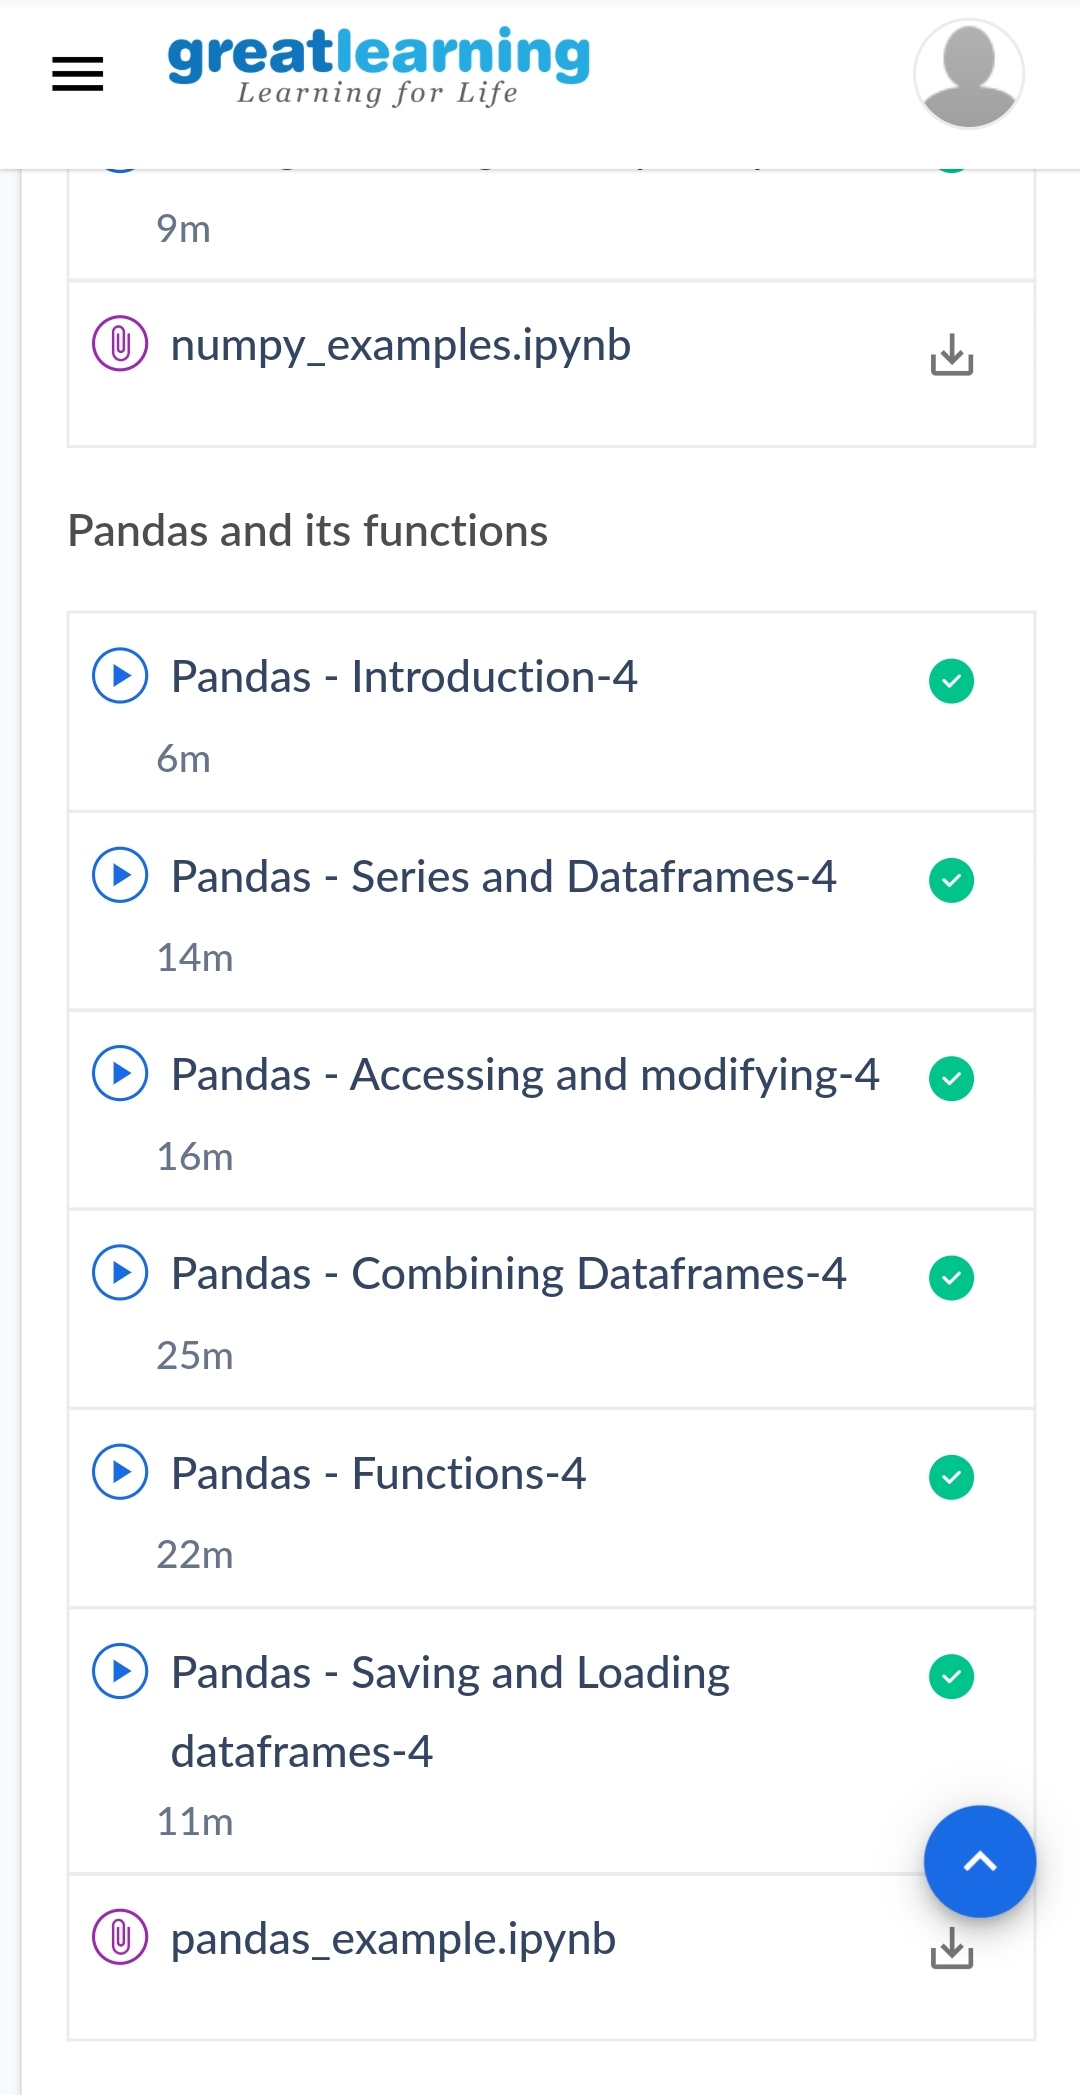 greatlearning
Learning for Life
9m
numpy_examples.ipynb
Pandas and its functions
Pandas - Introduction-4
6m
Pandas - Series and Dataframes-4
14m
Pandas - Accessing and modifying-4
16m
Pandas - Combining Dataframes-4
25m
Pandas - Functions-4
22m
Pandas - Saving and Loading
dataframes-4
11m
pandas_example.ipynb